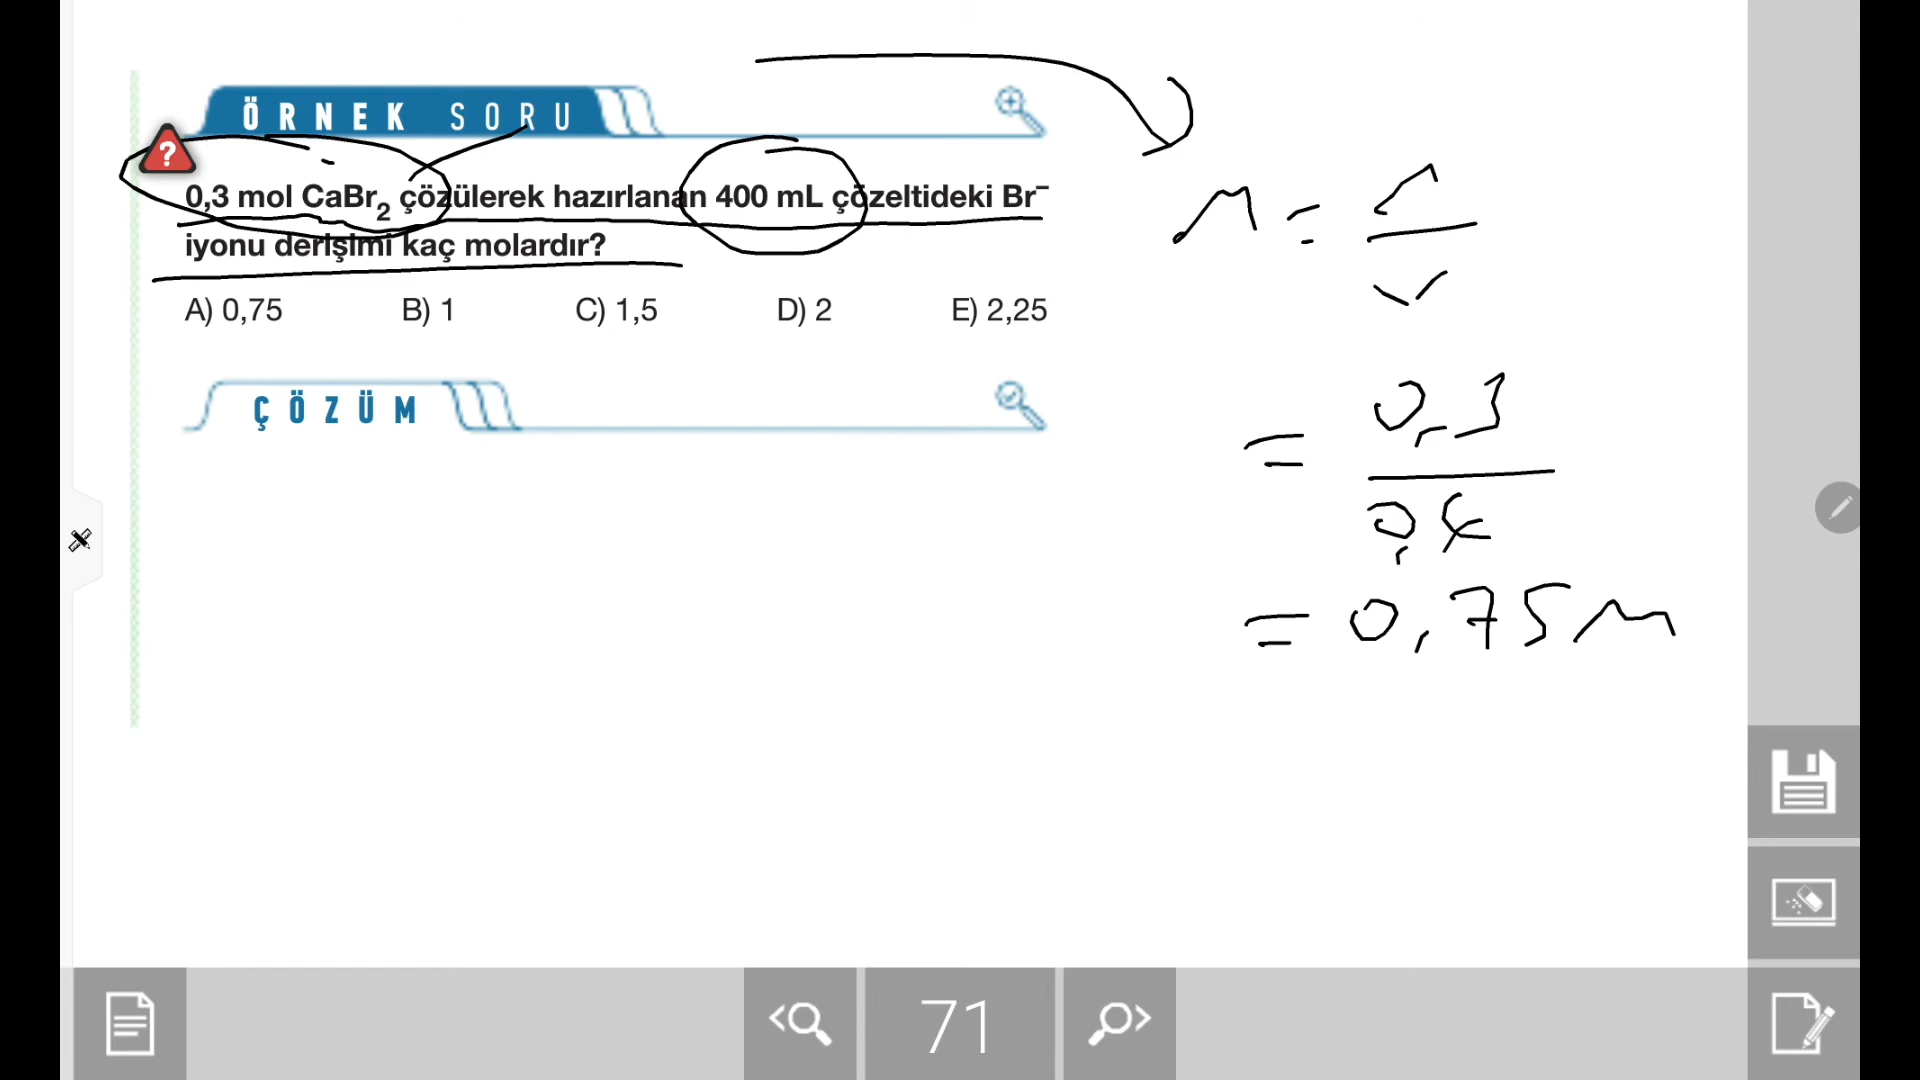 ÖRNEK SORU
?
0,3 mol CaBr₂ çözülerek hazırlanan 400 mL çözeltideki Br⁻
iyonu derişimi kaç molardır?
A) 0,75 B) 1 C) 1,5 D) 2 E) 2,25
ÇÖZÜM
M = n / V
= 0,3 / 0,4
= 0,75 M
71